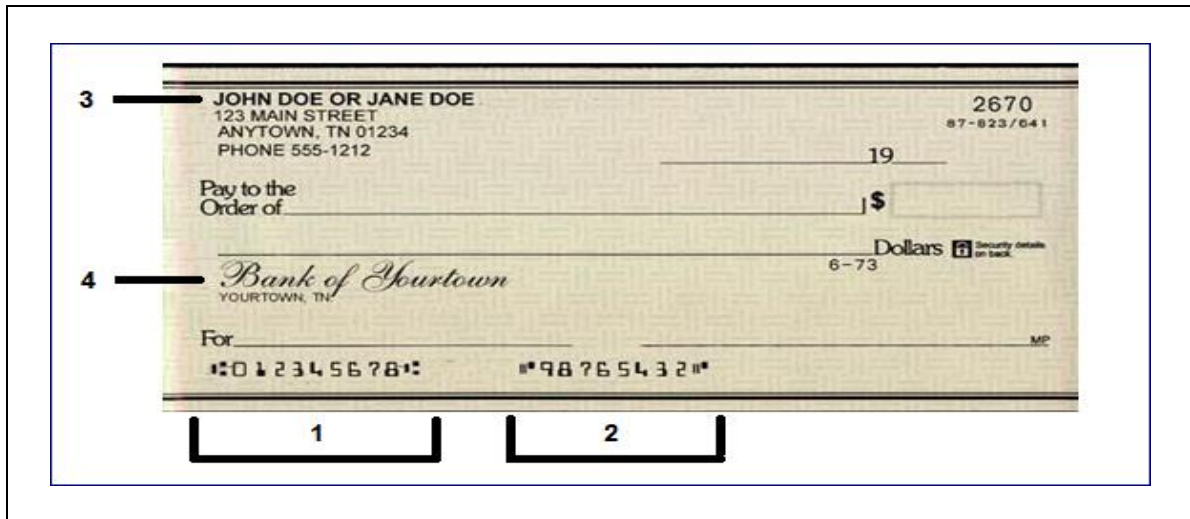 3
JOHN DOE OR JANE DOE
123 MAIN STREET
ANYTOWN, TN 01234
PHONE 555-1212
2670
87-823/641
19
Pay to the
Order of
$
Dollars
Security details
on back
6-73
4
Bank of Yourtown
YOURTOWN, TN
For
MP
⑆012345678⑆ ⑈98765432⑈
1
2